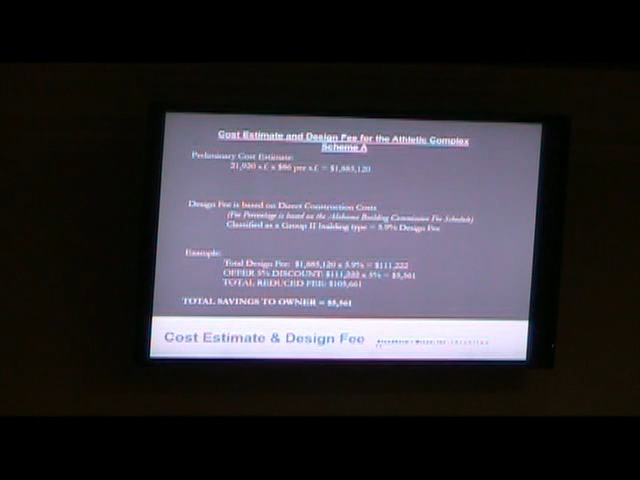 Cost Estimate and Design Fee for the Athletic Complex
Scheme A
Preliminary Cost Estimate:
21,920 s.f. x $86 per s.f. = $1,885,120
Design Fee is based on Direct Construction Costs
(Fee Percentage is based on the Alabama Building Commission Fee Schedule)
Classified as a Group II building type = 5.9% Design Fee
Example:
Total Design Fee: $1,885,120 x 5.9% = $111,222
OFFER 5% DISCOUNT: $111,222 x 5% = $5,561
TOTAL REDUCED FEE: $105,661
TOTAL SAVINGS TO OWNER = $5,561
Cost Estimate & Design Fee